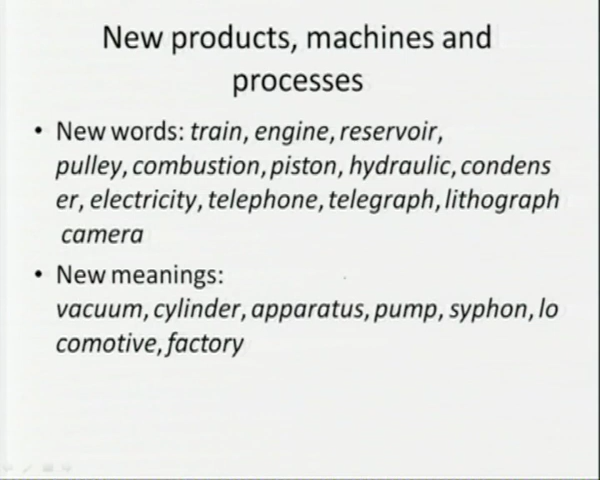 New products, machines and
processes
• New words: train, engine, reservoir,
pulley, combustion, piston, hydraulic, condens
er, electricity, telephone, telegraph, lithograph
camera
• New meanings:
vacuum, cylinder, apparatus, pump, syphon, lo
comotive, factory